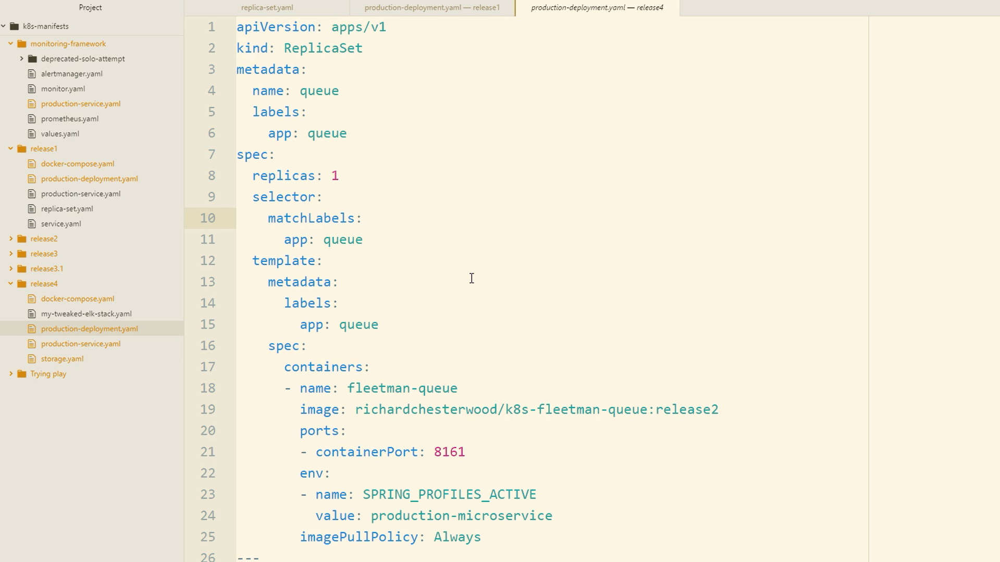 Project
replica-set.yaml
production-deployment.yaml — release1
production-deployment.yaml — release4
k8s-manifests
monitoring-framework
deprecated-solo-attempt
alertmanager.yaml
monitor.yaml
production-service.yaml
prometheus.yaml
values.yaml
release1
docker-compose.yaml
production-deployment.yaml
production-service.yaml
replica-set.yaml
service.yaml
release2
release3
release3.1
release4
docker-compose.yaml
my-tweaked-elk-stack.yaml
production-deployment.yaml
production-service.yaml
storage.yaml
Trying play
1 apiVersion: apps/v1
2 kind: ReplicaSet
3 metadata:
4 name: queue
5 labels:
6 app: queue
7 spec:
8 replicas: 1
9 selector:
10 matchLabels:
11 app: queue
12 template:
13 metadata:
14 labels:
15 app: queue
16 spec:
17 containers:
18 - name: fleetman-queue
19 image: richardchesterwood/k8s-fleetman-queue:release2
20 ports:
21 - containerPort: 8161
22 env:
23 - name: SPRING_PROFILES_ACTIVE
24 value: production-microservice
25 imagePullPolicy: Always
26 ---